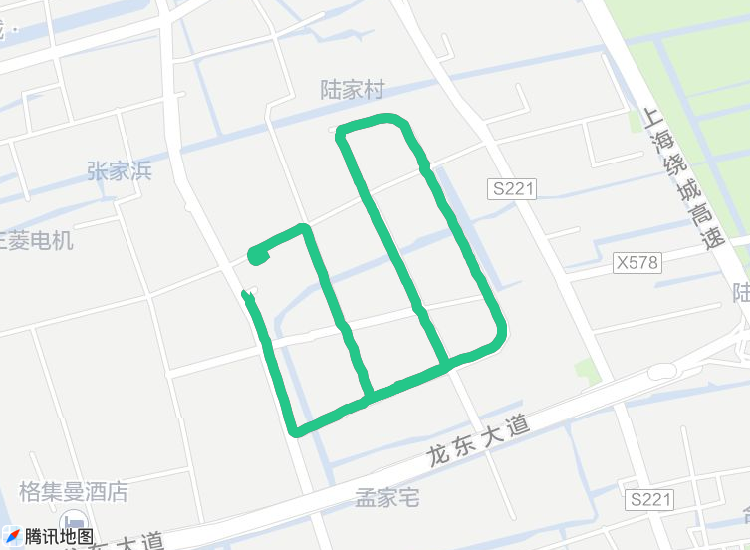 陆家村
上海绕城高速
张家浜
S221
三菱电机
X578
陆
龙东大道
格集曼酒店
孟家宅
S221
龙东大道
腾讯地图